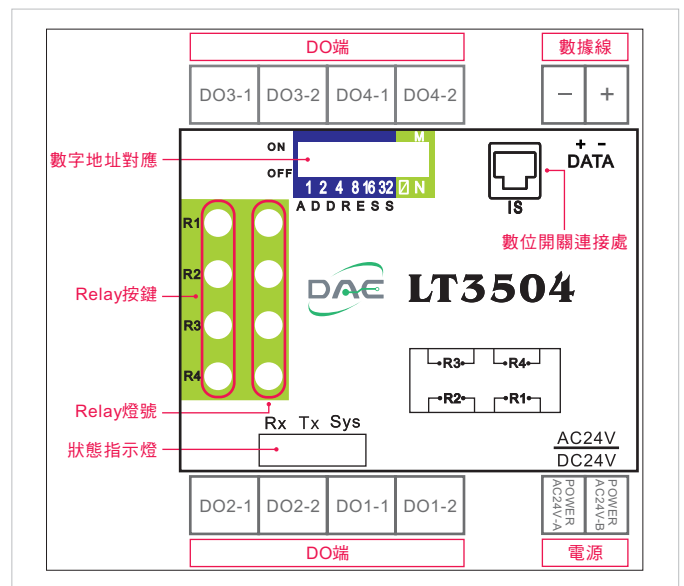 DO端 數據線
DO3-1 DO3-2 DO4-1 DO4-2 − +
ON M + −
數字地址對應 DATA
OFF
1 2 4 8 16 32 N
ADDRESS IS
R1 數位開關連接處
R2
Relay按鍵 DAE LT3504
R3 R3 R4
R4 R2 R1
Relay燈號
Rx Tx Sys
狀態指示燈 AC24V
DC24V
DO2-1 DO2-2 DO1-1 DO1-2 POWER AC24V-A POWER AC24V-B
DO端 電源